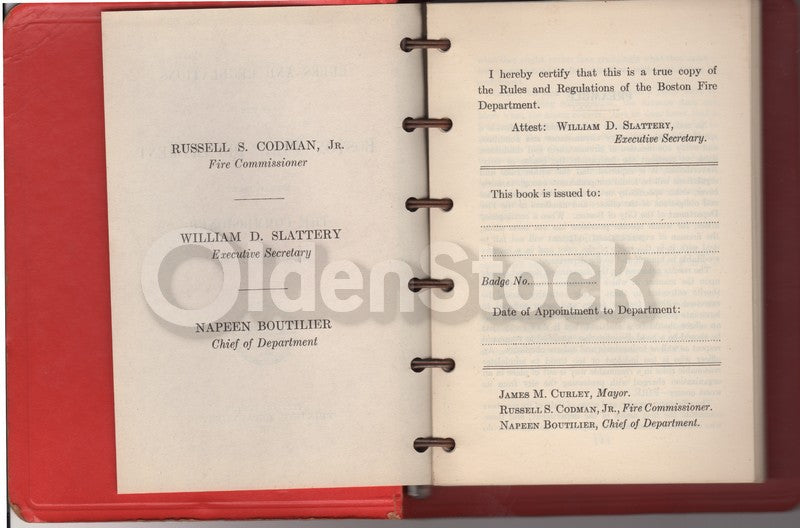 RUSSELL S. CODMAN, JR.
Fire Commissioner
WILLIAM D. SLATTERY
Executive Secretary
NAPEEN BOUTILIER
Chief of Department
I hereby certify that this is a true copy of
the Rules and Regulations of the Boston Fire
Department.
Attest: WILLIAM D. SLATTERY,
Executive Secretary.
This book is issued to:
Badge No.
Date of Appointment to Department:
JAMES M. CURLEY, Mayor.
RUSSELL S. CODMAN, JR., Fire Commissioner.
NAPEEN BOUTILIER, Chief of Department.
OldenStock